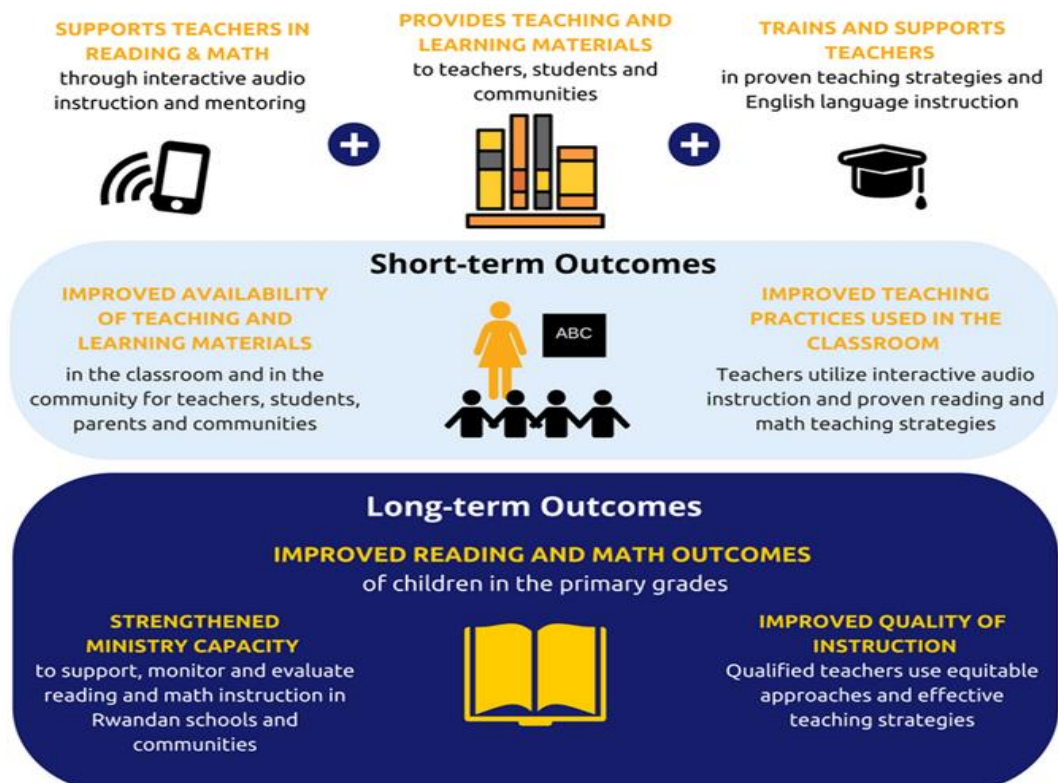 SUPPORTS TEACHERS IN
READING & MATH
through interactive audio
instruction and mentoring
PROVIDES TEACHING AND
LEARNING MATERIALS
to teachers, students and
communities
TRAINS AND SUPPORTS
TEACHERS
in proven teaching strategies and
English language instruction
Short-term Outcomes
IMPROVED AVAILABILITY
OF TEACHING AND
LEARNING MATERIALS
in the classroom and in the
community for teachers, students,
parents and communities
ABC
IMPROVED TEACHING
PRACTICES USED IN THE
CLASSROOM
Teachers utilize interactive audio
instruction and proven reading and
math teaching strategies
Long-term Outcomes
IMPROVED READING AND MATH OUTCOMES
of children in the primary grades
STRENGTHENED
MINISTRY CAPACITY
to support, monitor and evaluate
reading and math instruction in
Rwandan schools and
communities
IMPROVED QUALITY OF
INSTRUCTION
Qualified teachers use equitable
approaches and effective
teaching strategies